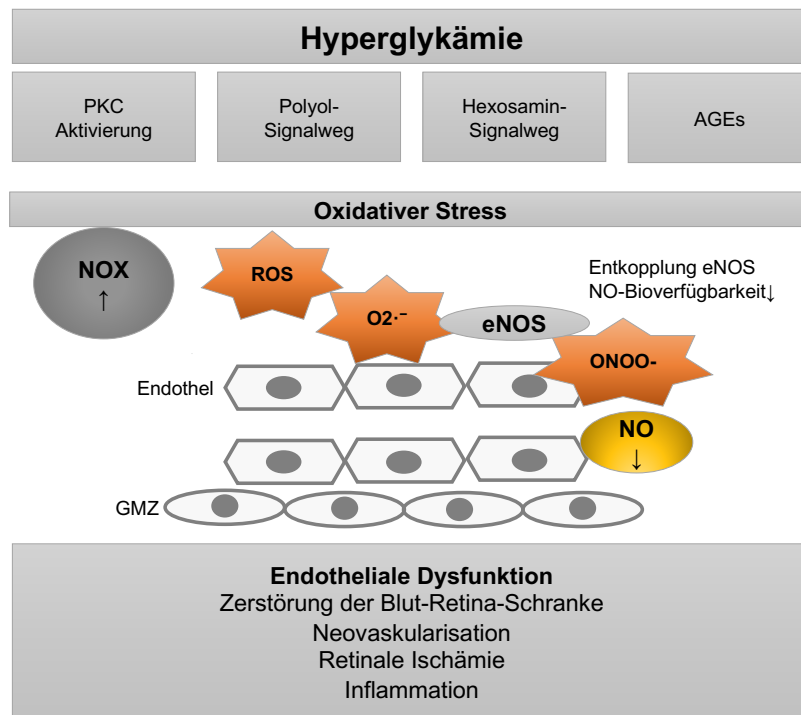 Hyperglykämie
PKC
Aktivierung
Polyol-
Signalweg
Hexosamin-
Signalweg
AGEs
Oxidativer Stress
NOX
↑
ROS
O2·⁻
eNOS
Entkopplung eNOS
NO-Bioverfügbarkeit↓
ONOO-
Endothel
NO
↓
GMZ
Endotheliale Dysfunktion
Zerstörung der Blut-Retina-Schranke
Neovaskularisation
Retinale Ischämie
Inflammation